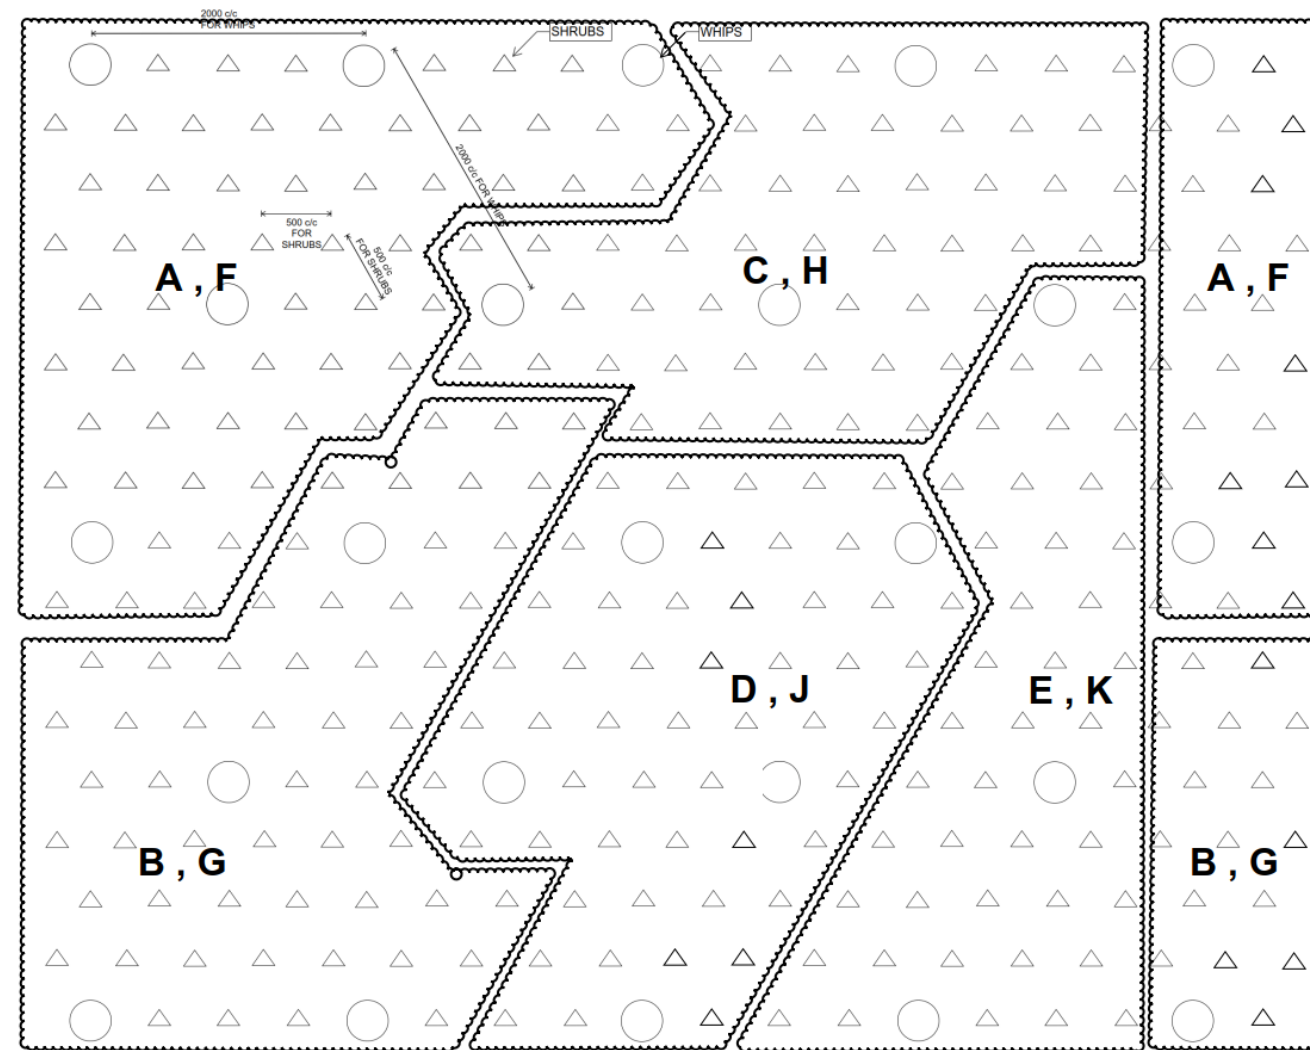 2000 c/c
FOR WHIPS
SHRUBS
WHIPS
2000 c/c FOR WHIPS
500 c/c
FOR
SHRUBS
500 c/c
FOR SHRUBS
A , F
C , H
A , F
D , J
E , K
B , G
B , G